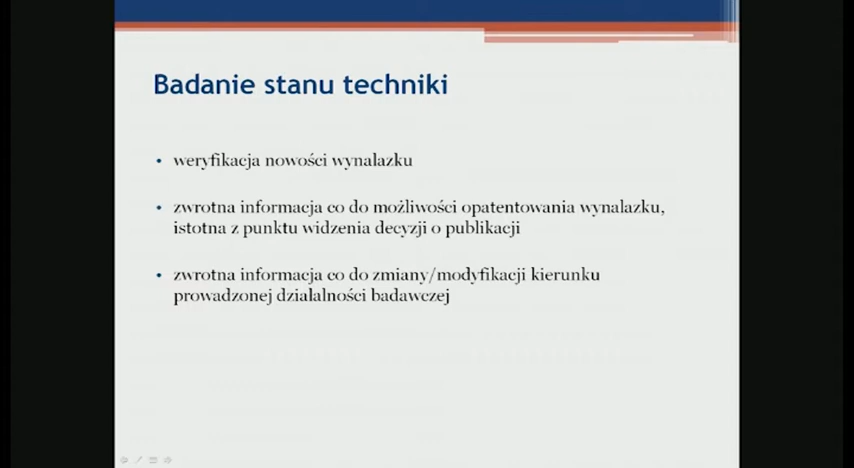 Badanie stanu techniki
• weryfikacja nowości wynalazku
• zwrotna informacja co do możliwości opatentowania wynalazku,
istotna z punktu widzenia decyzji o publikacji
• zwrotna informacja co do zmiany/modyfikacji kierunku
prowadzonej działalności badawczej